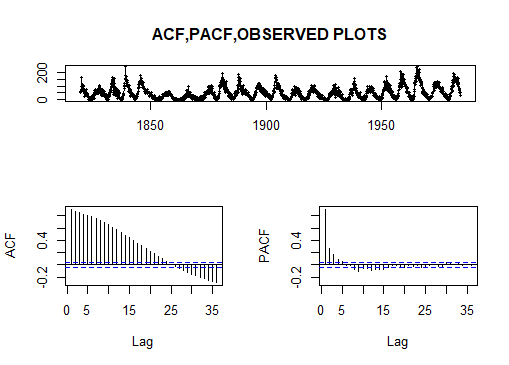 ACF,PACF,OBSERVED PLOTS
200
0
1850 1900 1950
ACF
0.4
-0.2
0 5 15 25 35
Lag
PACF
0.4
-0.2
0 5 15 25 35
Lag